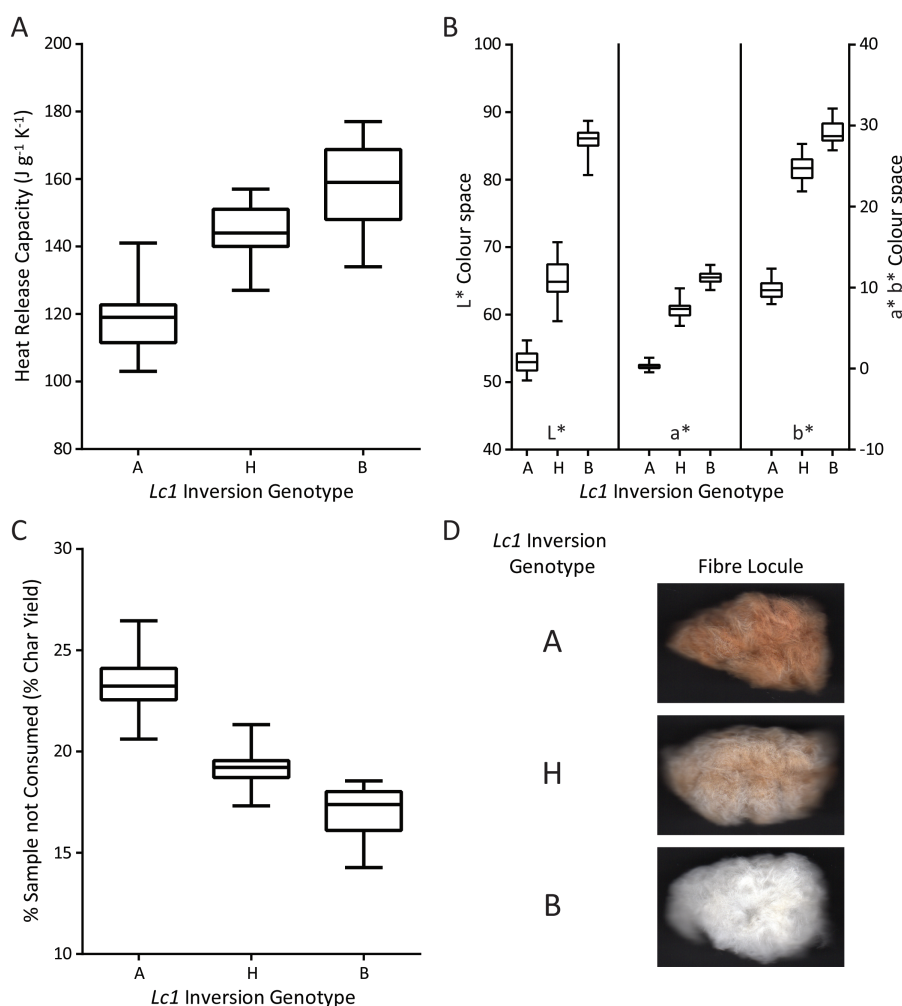 A
200
180
160
140
120
100
80
Heat Release Capacity (J g-1 K-1)
A H B
Lc1 Inversion Genotype
B
100
90
80
70
60
50
40
L* Colour space
40
30
20
10
0
-10
a* b* Colour space
L* a* b*
A H B A H B A H B
Lc1 Inversion Genotype
C
30
25
20
15
10
% Sample not Consumed (% Char Yield)
A H B
Lc1 Inversion Genotype
D
Lc1 Inversion
Genotype
Fibre Locule
A
H
B